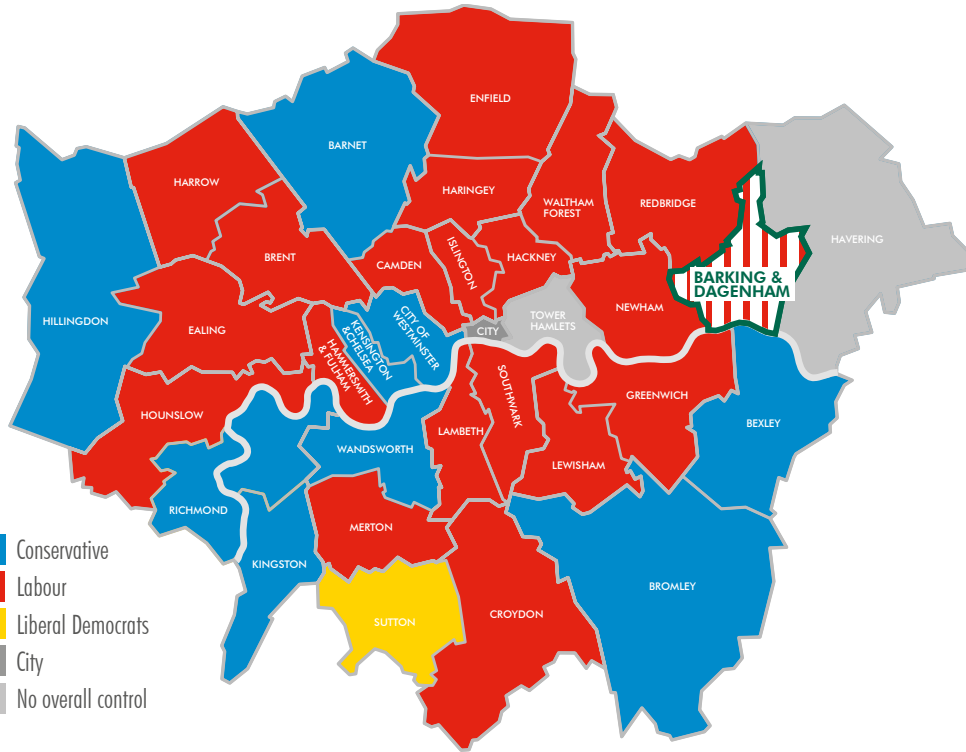 ENFIELD
BARNET
HARROW
HARINGEY
WALTHAM
FOREST
REDBRIDGE
HAVERING
BRENT
CAMDEN
ISLINGTON
HACKNEY
BARKING &
DAGENHAM
HILLINGDON
EALING
HAMMERSMITH
& FULHAM
KENSINGTON
& CHELSEA
CITY OF
WESTMINSTER
CITY
TOWER
HAMLETS
NEWHAM
HOUNSLOW
WANDSWORTH
LAMBETH
SOUTHWARK
LEWISHAM
GREENWICH
BEXLEY
RICHMOND
KINGSTON
MERTON
SUTTON
CROYDON
BROMLEY
Conservative
Labour
Liberal Democrats
City
No overall control